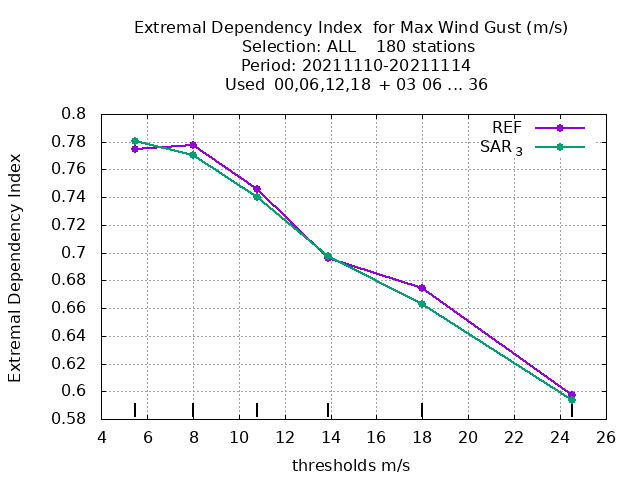 Extremal Dependency Index for Max Wind Gust (m/s)
Selection: ALL 180 stations
Period: 20211110-20211114
Used 00,06,12,18 + 03 06 ... 36
REF
SAR 3
Extremal Dependency Index
0.8
0.78
0.76
0.74
0.72
0.7
0.68
0.66
0.64
0.62
0.6
0.58
4 6 8 10 12 14 16 18 20 22 24 26
thresholds m/s